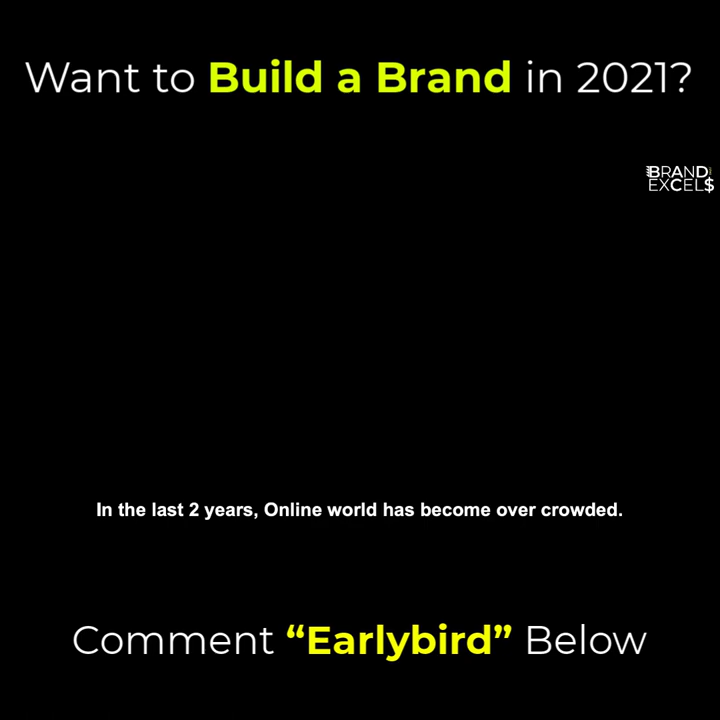 Want to Build a Brand in 2021?
BRAND
EXCEL$
In the last 2 years, Online world has become over crowded.
Comment “Earlybird” Below